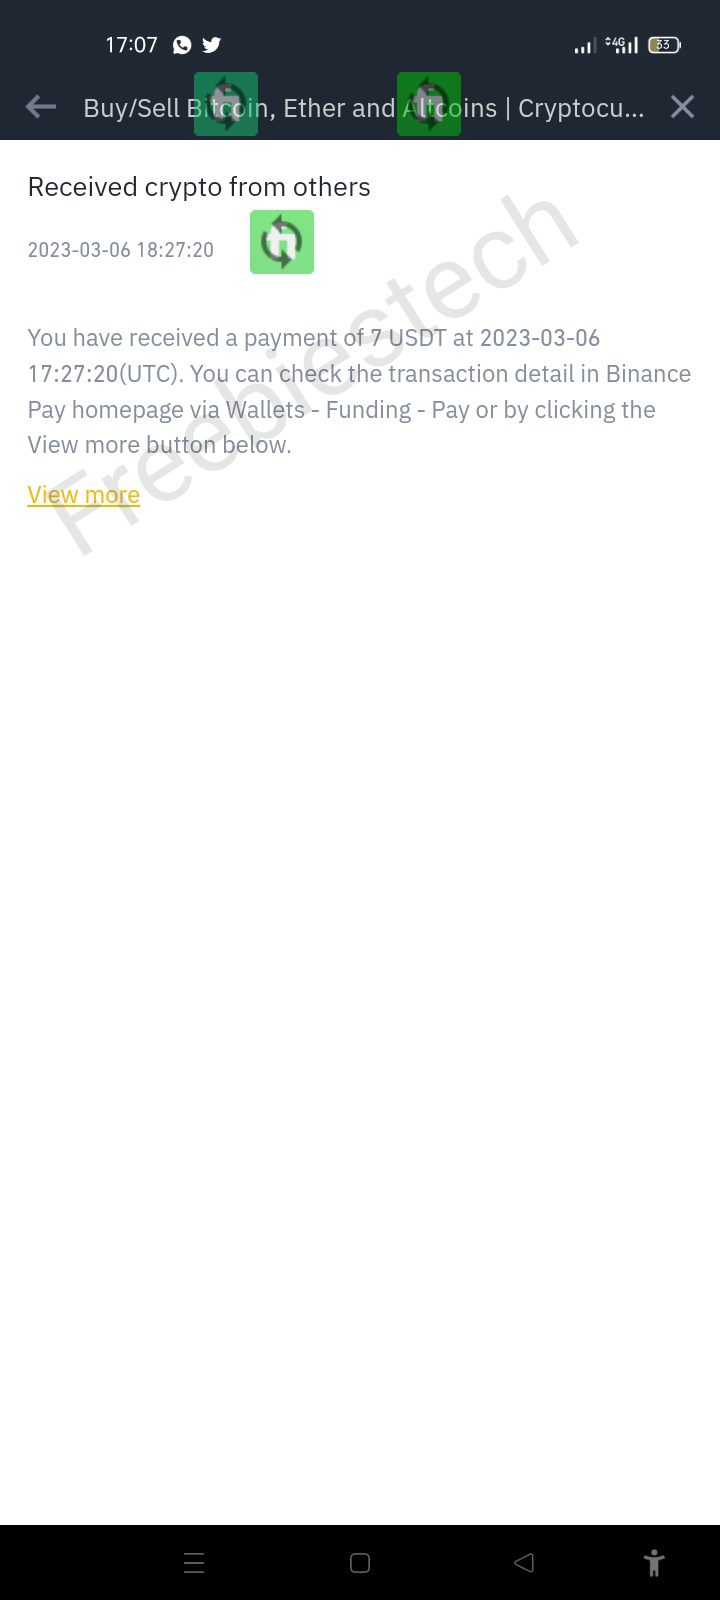 17:07 4G 33
Buy/Sell Bitcoin, Ether and Altcoins | Cryptocu...
Received crypto from others
2023-03-06 18:27:20
You have received a payment of 7 USDT at 2023-03-06
17:27:20(UTC). You can check the transaction detail in Binance
Pay homepage via Wallets - Funding - Pay or by clicking the
View more button below.
View more
Freebiestech